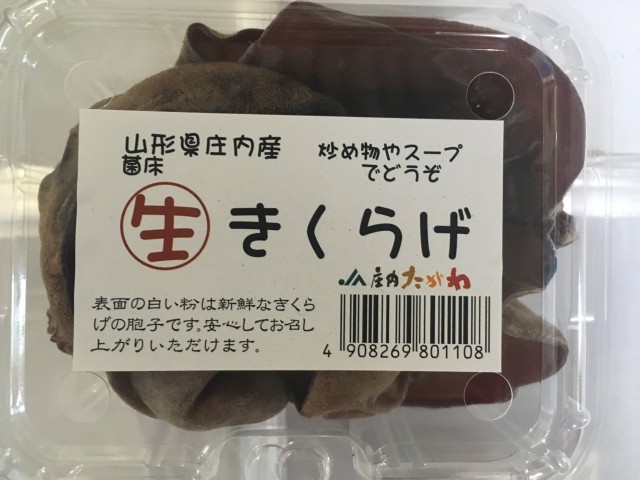 山形県庄内産
菌床
炒め物やスープ
でどうぞ
生きくらげ
JA庄内たがわ
表面の白い粉は新鮮なきくら
げの胞子です。安心してお召し
上がりいただけます。
4 908269 801108